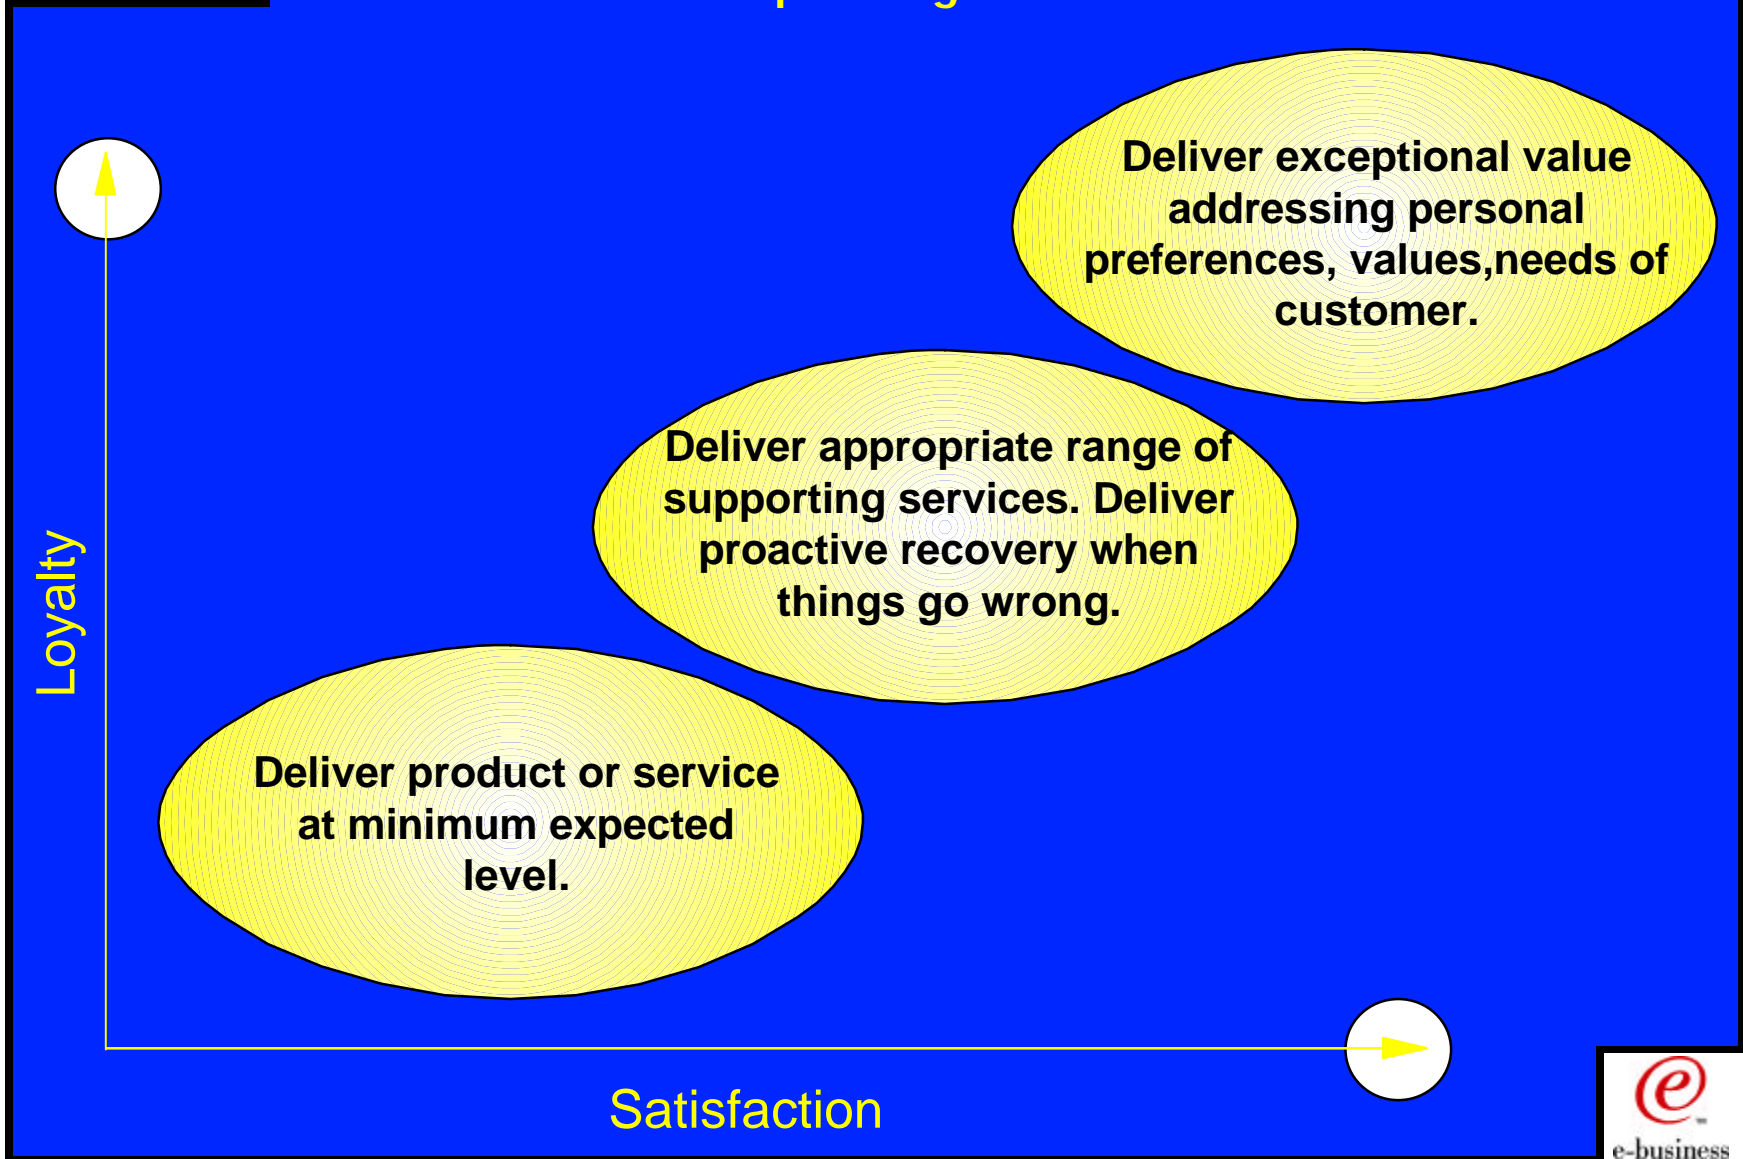 Deliver exceptional value
addressing personal
preferences, values,needs of
customer.
Deliver appropriate range of
supporting services. Deliver
proactive recovery when
things go wrong.
Deliver product or service
at minimum expected
level.
Loyalty
Satisfaction
e
e-business